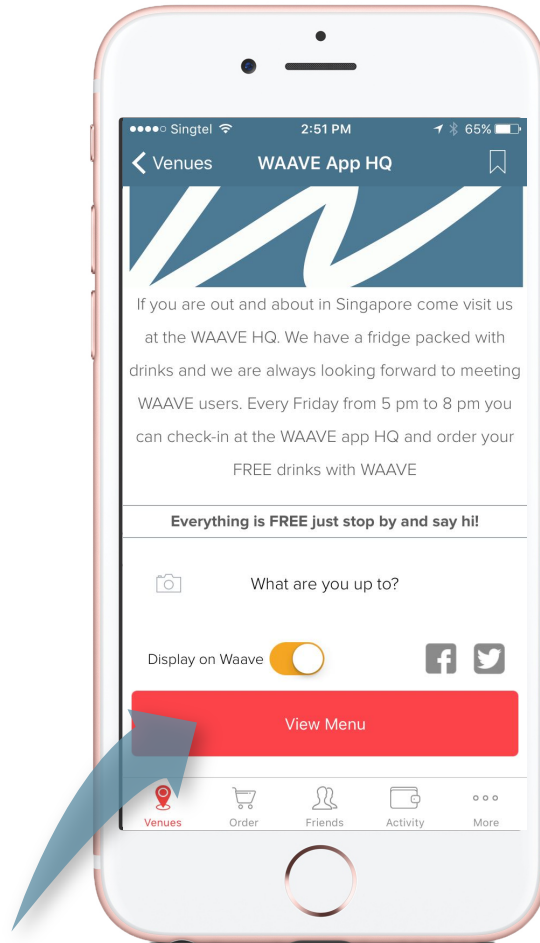 Singtel 2:51 PM 65%
Venues WAAVE App HQ
If you are out and about in Singapore come visit us
at the WAAVE HQ. We have a fridge packed with
drinks and we are always looking forward to meeting
WAAVE users. Every Friday from 5 pm to 8 pm you
can check-in at the WAAVE app HQ and order your
FREE drinks with WAAVE
Everything is FREE just stop by and say hi!
What are you up to?
Display on Waave
View Menu
Venues Order Friends Activity More